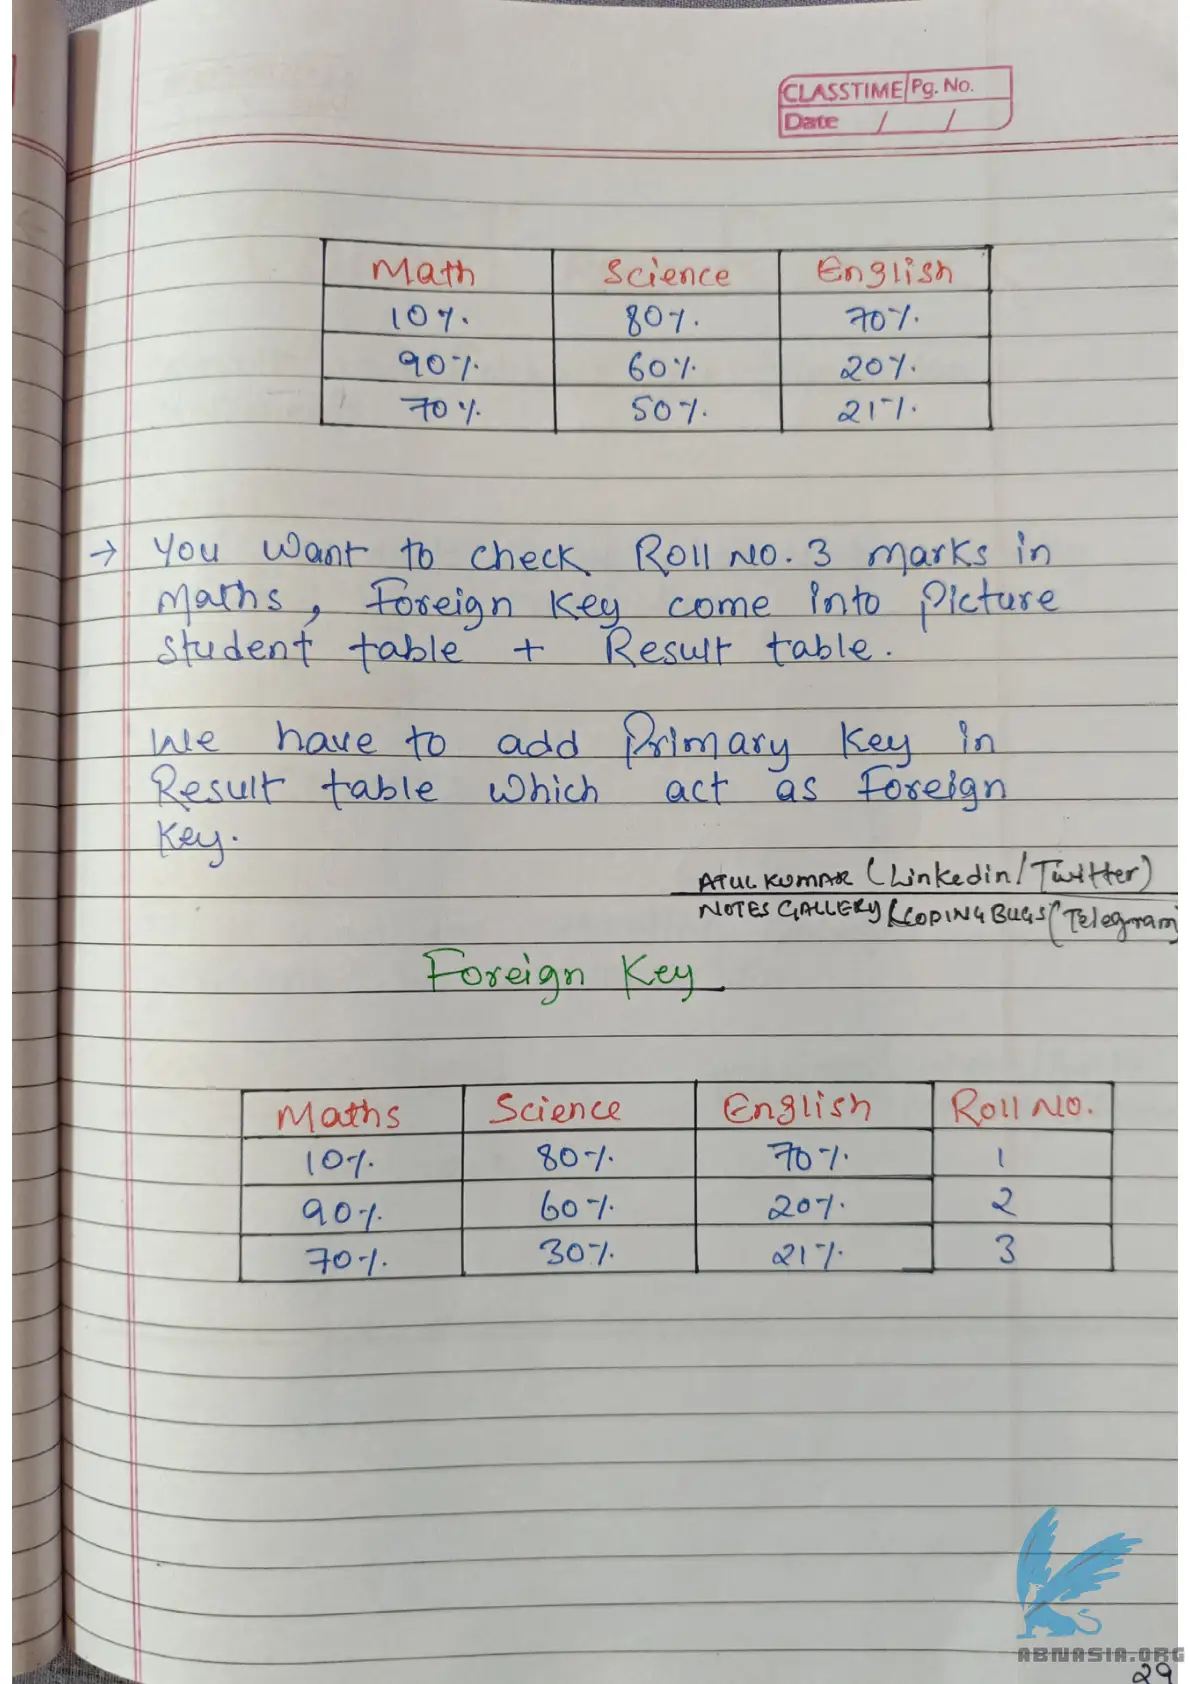 CLASSTIME Pg. No.
Date / /
Math Science English
10% 80% 70%
90% 60% 20%
70% 50% 21%
→ You want to check Roll No. 3 marks in
Maths, Foreign Key come into Picture
student table + Result table.
We have to add Primary Key in
Result table which act as Foreign
Key.
ATUL KUMAR (Linkedin/Twitter)
NOTES GALLERY & CODING BUGS (Telegram)
Foreign Key
Maths Science English Roll No.
10% 80% 70% 1
90% 60% 20% 2
70% 30% 21% 3
ABNASIA.ORG
29